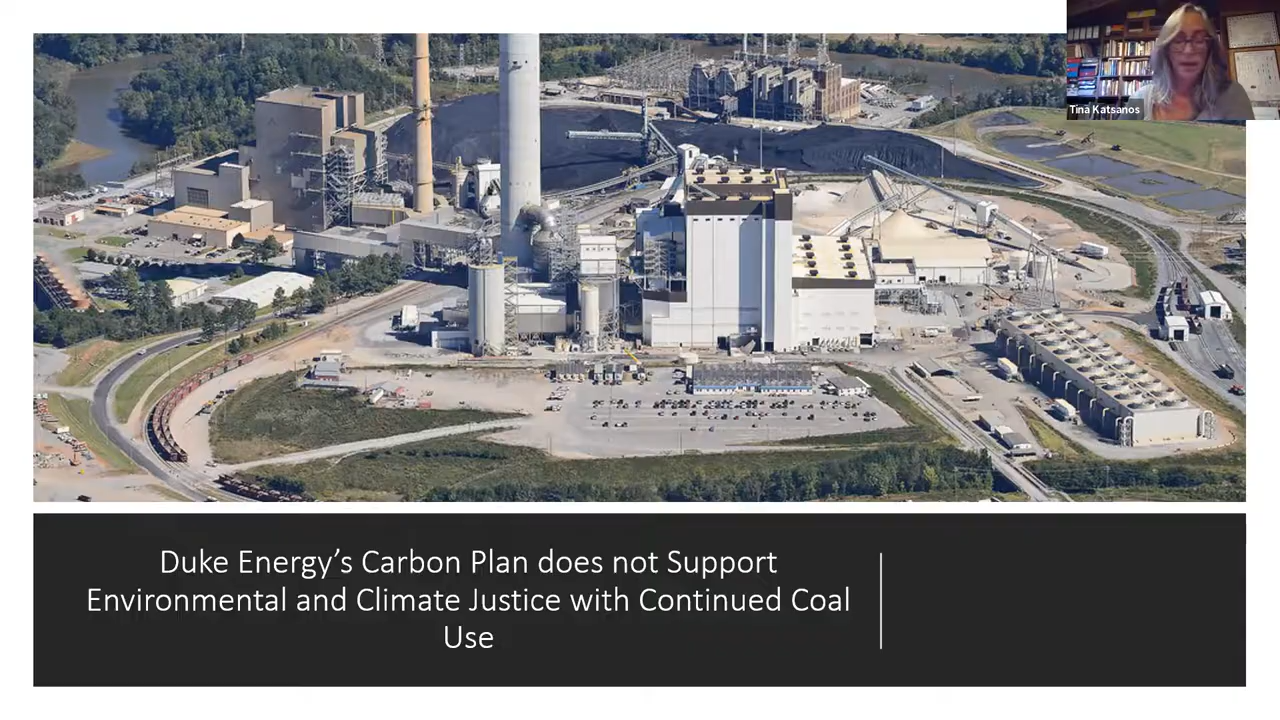 Tina Katsanos
Duke Energy’s Carbon Plan does not Support
Environmental and Climate Justice with Continued Coal
Use